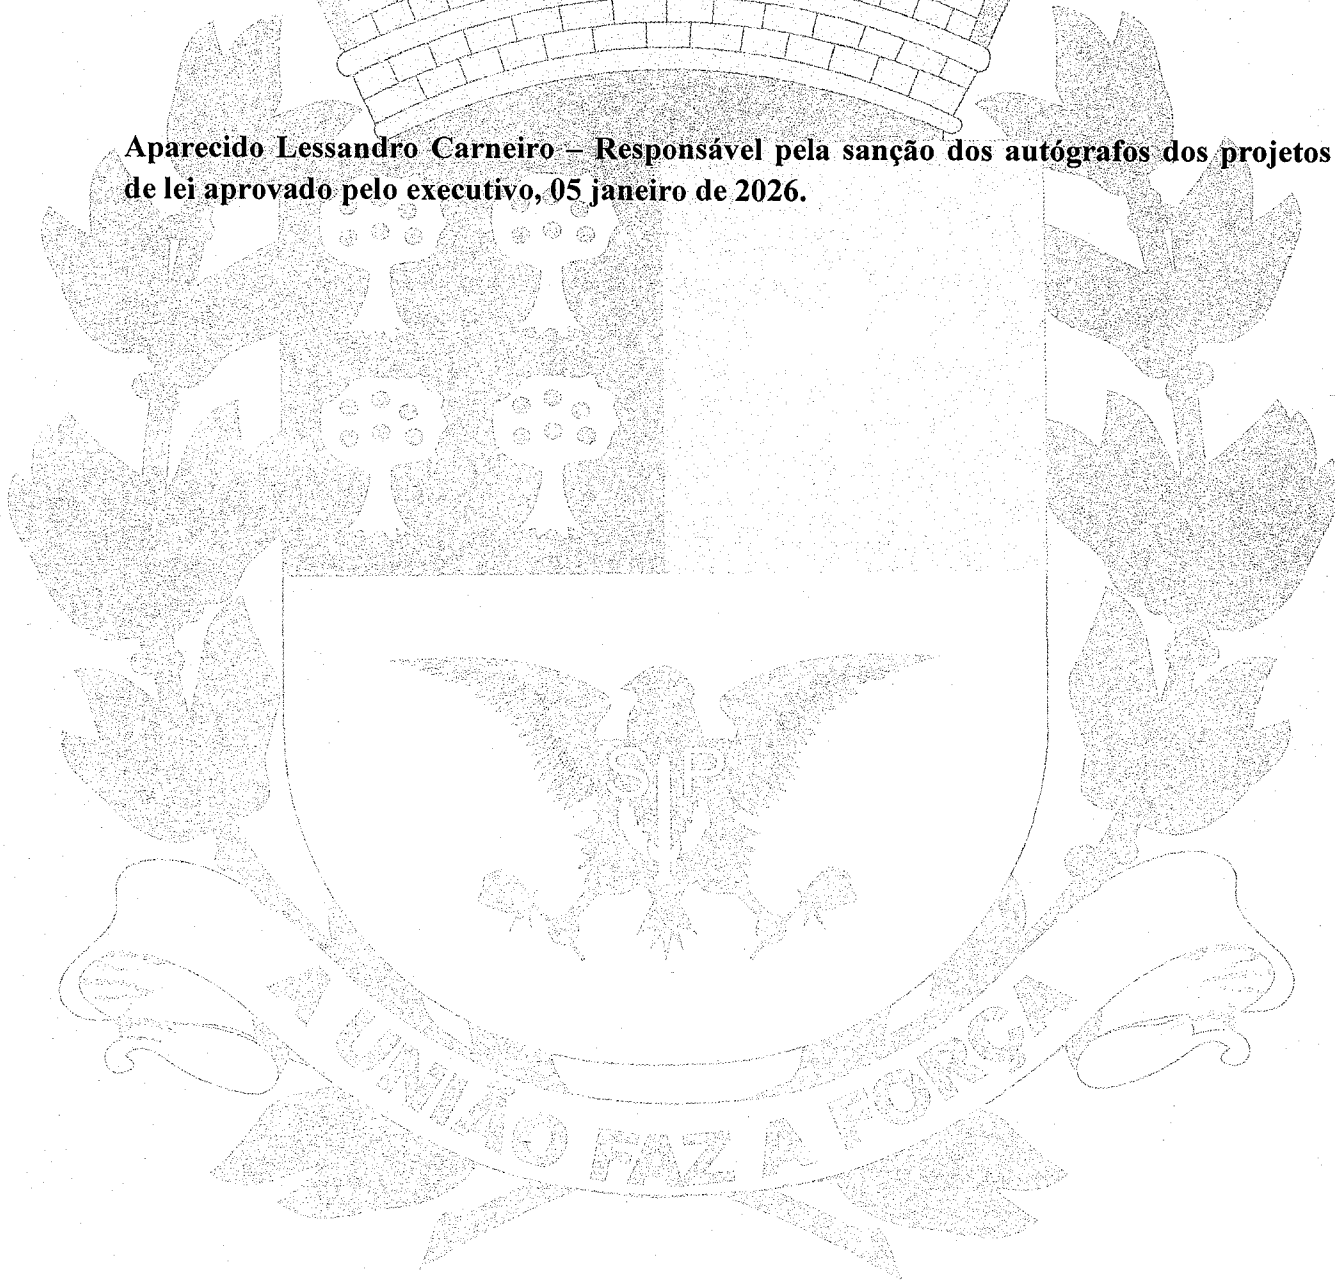 Aparecido Lessandro Carneiro – Responsável pela sanção dos autógrafos dos projetos
de lei aprovado pelo executivo, 05 janeiro de 2026.
SJP
A UNIÃO FAZ A FORÇA